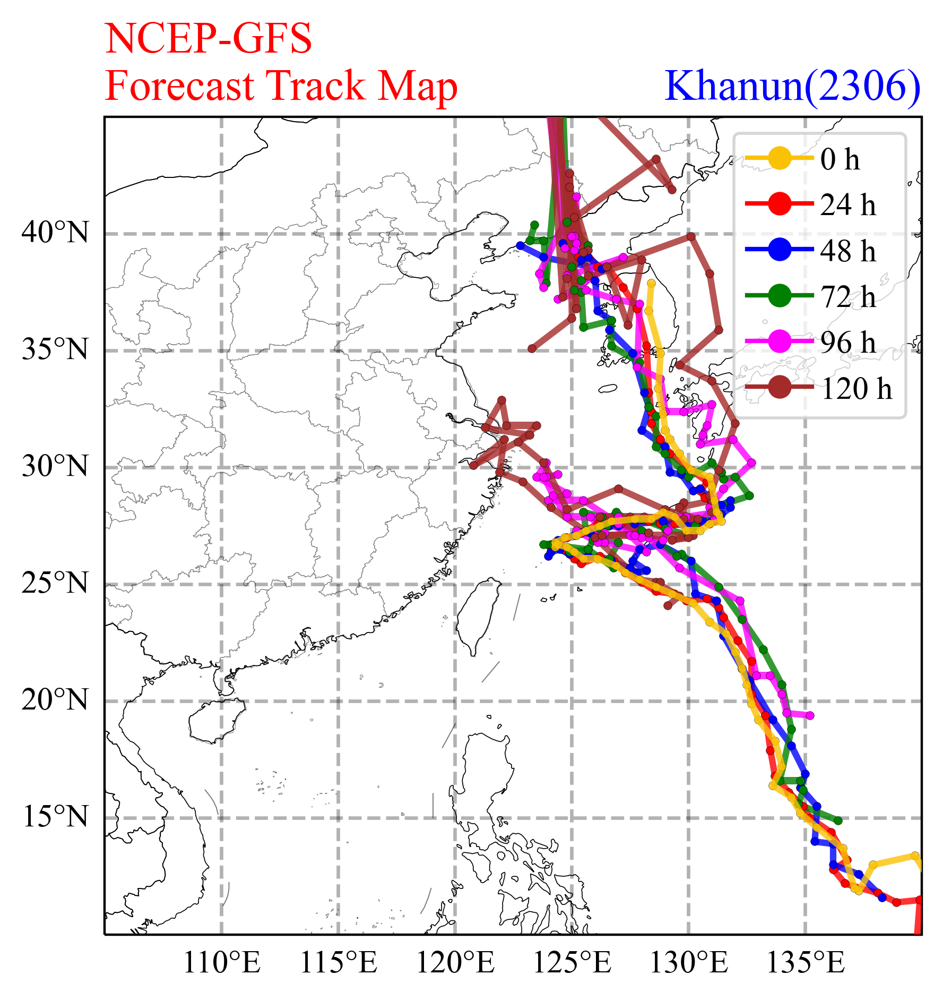 NCEP-GFS
Forecast Track Map
Khanun(2306)
0 h
24 h
48 h
72 h
96 h
120 h
40°N
35°N
30°N
25°N
20°N
15°N
110°E
115°E
120°E
125°E
130°E
135°E